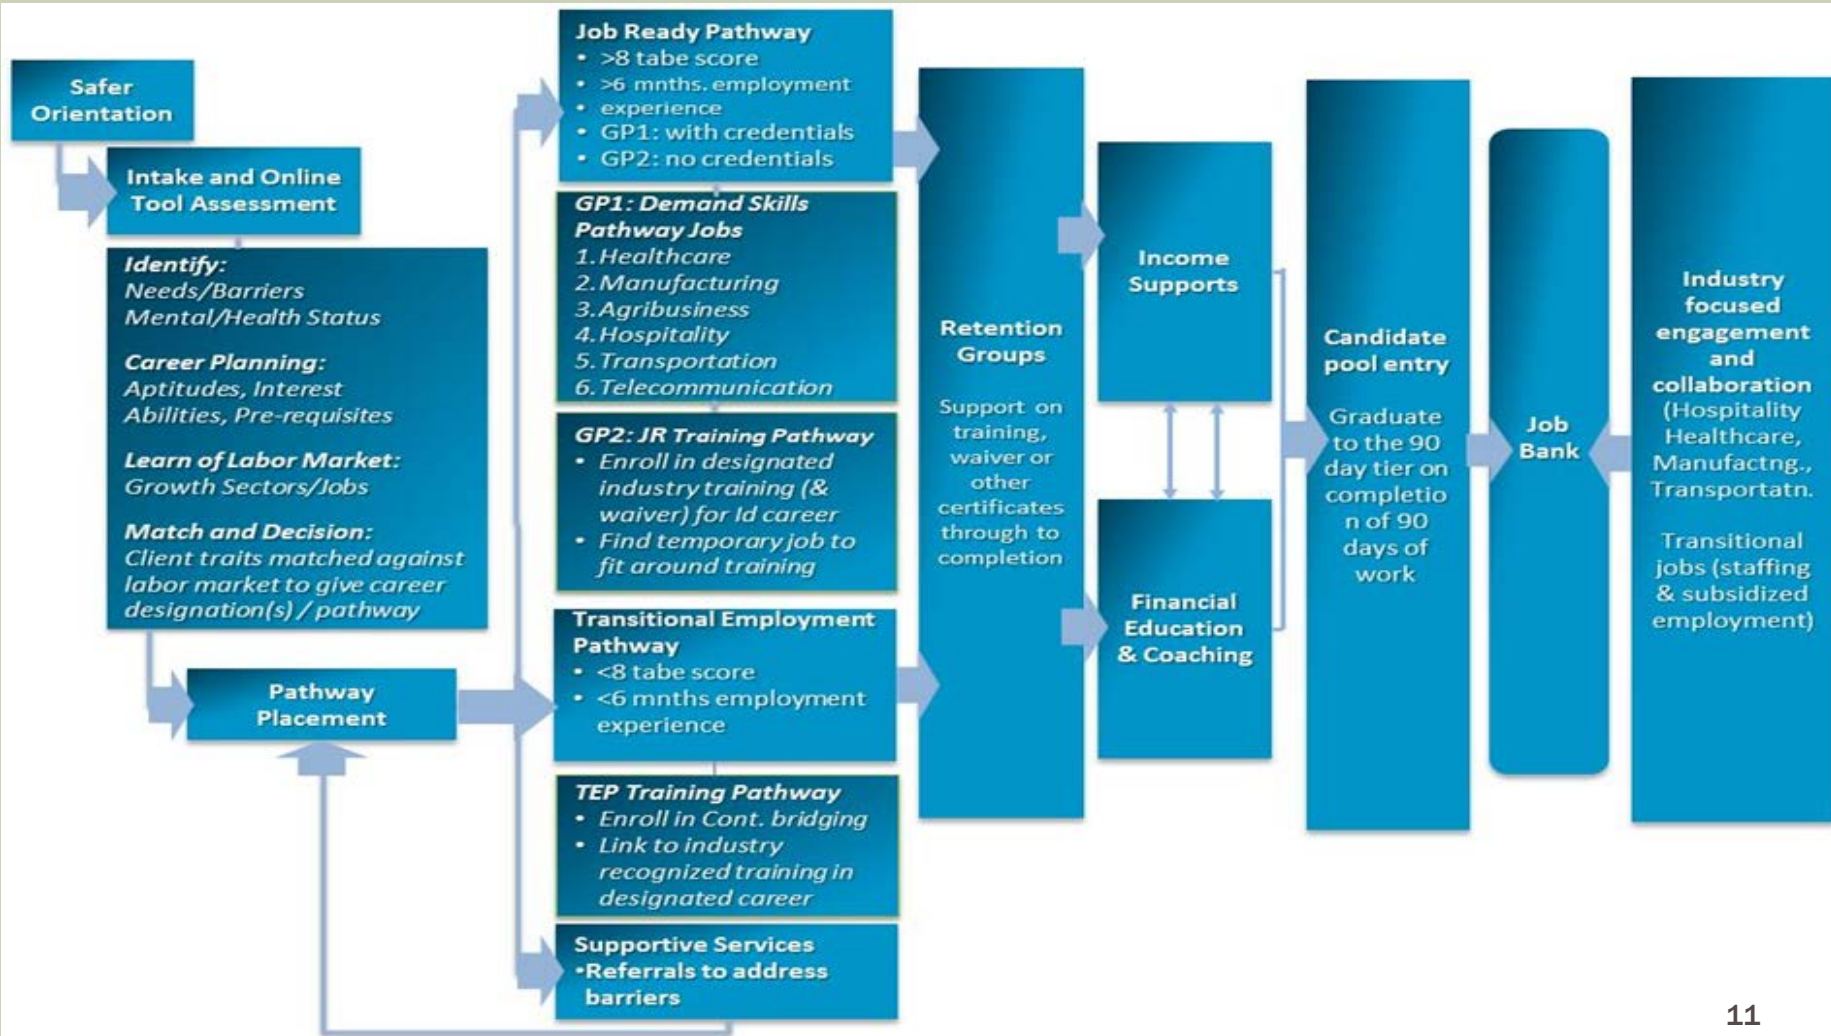 Safer
Orientation
Intake and Online
Tool Assessment
Identify:
Needs/Barriers
Mental/Health Status
Career Planning:
Aptitudes, Interest
Abilities, Pre-requisites
Learn of Labor Market:
Growth Sectors/Jobs
Match and Decision:
Client traits matched against
labor market to give career
designation(s) / pathway
Pathway
Placement
Job Ready Pathway
• >8 tabe score
• >6 mnths. employment
• experience
• GP1: with credentials
• GP2: no credentials
GP1: Demand Skills
Pathway Jobs
1. Healthcare
2. Manufacturing
3. Agribusiness
4. Hospitality
5. Transportation
6. Telecommunication
GP2: JR Training Pathway
• Enroll in designated
industry training (&
waiver) for Id career
• Find temporary job to
fit around training
Transitional Employment
Pathway
• <8 tabe score
• <6 mnths employment
experience
TEP Training Pathway
• Enroll in Cont. bridging
• Link to industry
recognized training in
designated career
Supportive Services
•Referrals to address
barriers
Retention
Groups
Support on
training,
waiver or
other
certificates
through to
completion
Income
Supports
Financial
Education
& Coaching
Candidate
pool entry
Graduate
to the 90
day tier on
completio
n of 90
days of
work
Job
Bank
Industry
focused
engagement
and
collaboration
(Hospitality
Healthcare,
Manufactng.,
Transportatn.
Transitional
jobs (staffing
& subsidized
employment)
11